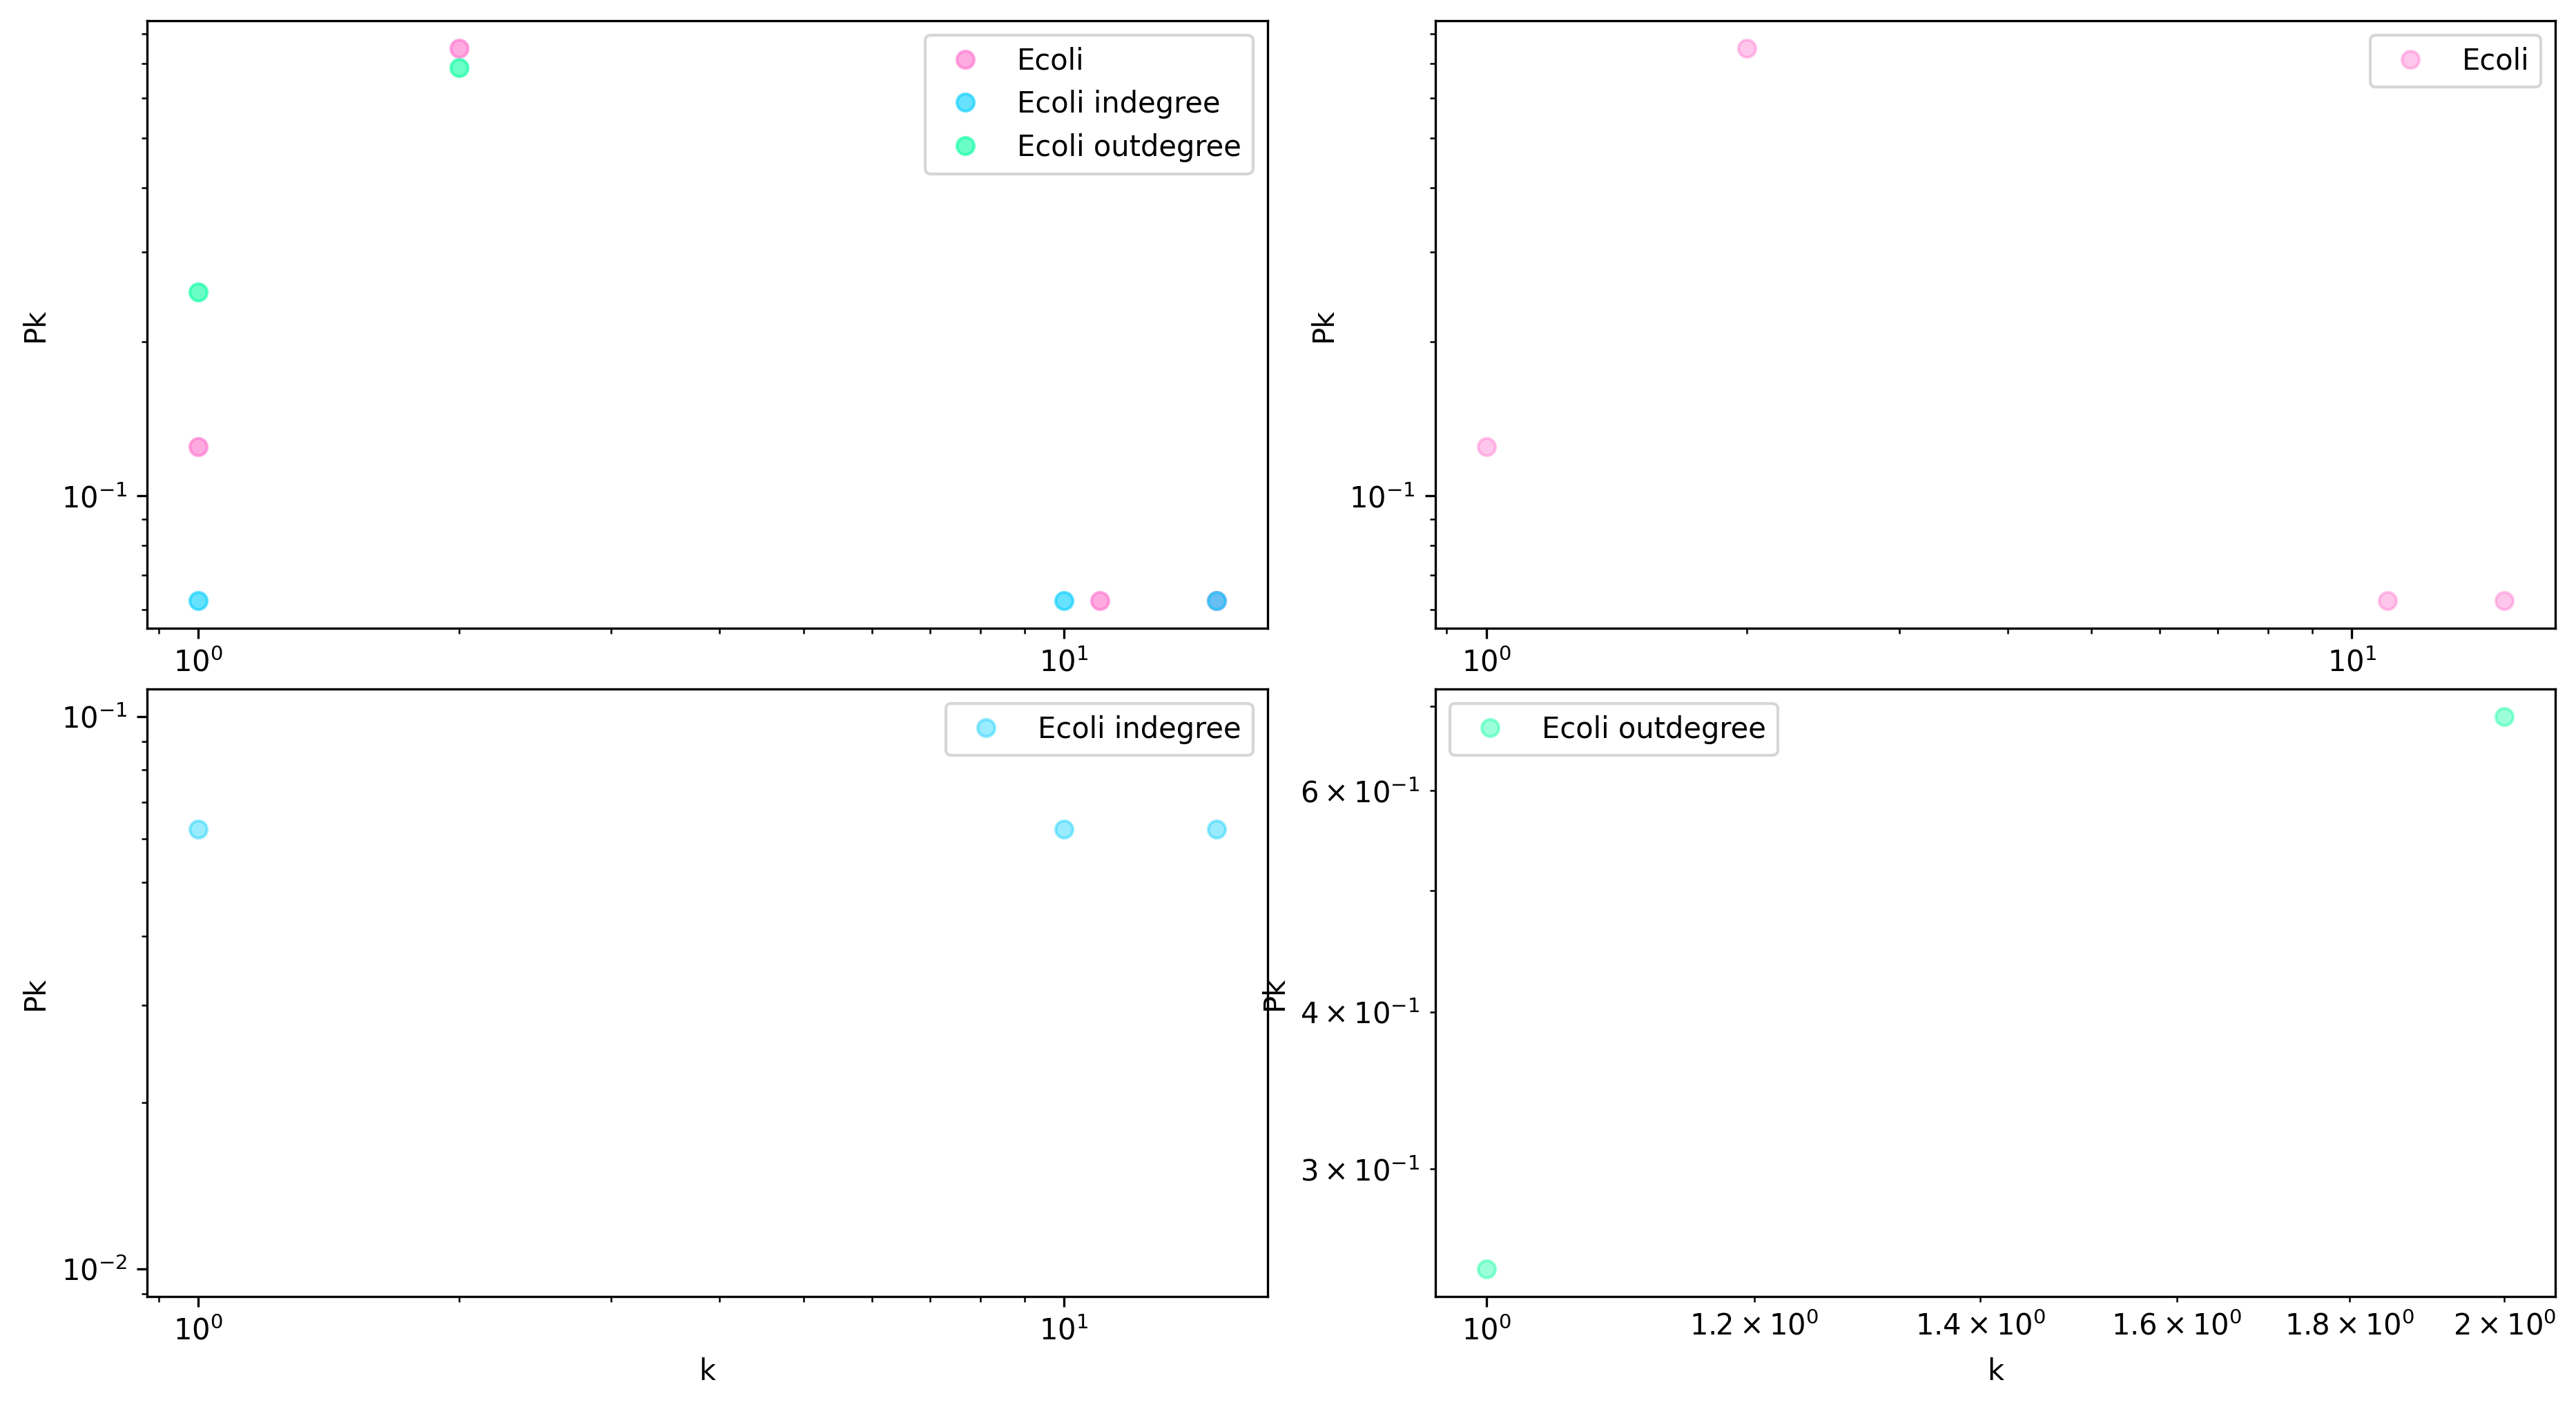 Ecoli
Ecoli indegree
Ecoli outdegree
Pk
10⁻¹
10⁰
10¹
Ecoli
Pk
10⁻¹
10⁰
10¹
Ecoli indegree
Pk
10⁻¹
10⁻²
10⁰
10¹
k
Ecoli outdegree
Pk
6 × 10⁻¹
4 × 10⁻¹
3 × 10⁻¹
10⁰ 1.2 × 10⁰ 1.4 × 10⁰ 1.6 × 10⁰ 1.8 × 10⁰ 2 × 10⁰
k